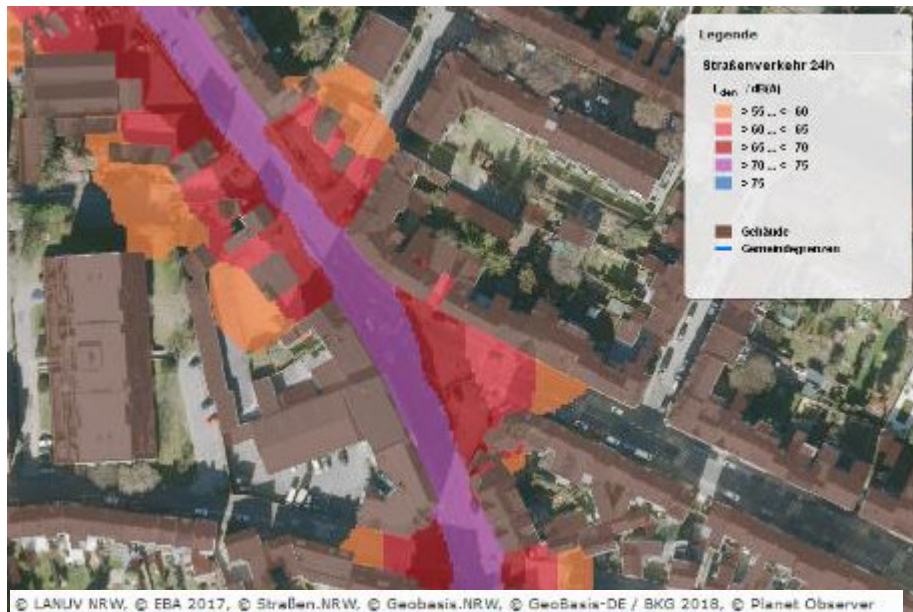 Legende
Straßenverkehr 24h
L den / dB(A)
> 55 ... <= 60
> 60 ... <= 65
> 65 ... <= 70
> 70 ... <= 75
> 75
Gebäude
Gemeindegrenzen
© LANUV NRW, © EBA 2017, © Straßen.NRW, © Geobasis.NRW, © GeoBasis-DE / BKG 2018, © Planet Observer